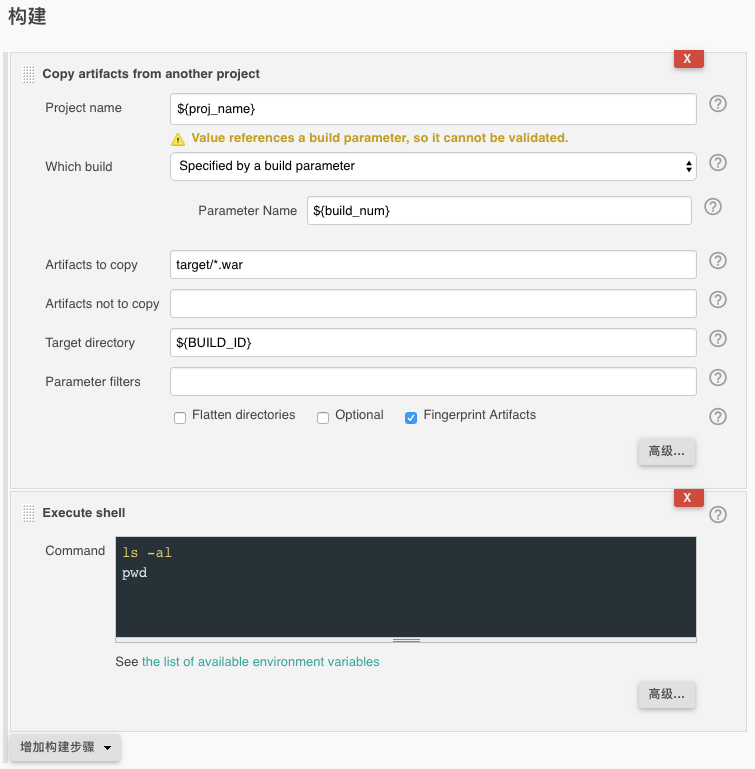 构建
X
Copy artifacts from another project
Project name
${proj_name}
Value references a build parameter, so it cannot be validated.
Which build
Specified by a build parameter
Parameter Name
${build_num}
Artifacts to copy
target/*.war
Artifacts not to copy
Target directory
${BUILD_ID}
Parameter filters
Flatten directories Optional Fingerprint Artifacts
高级...
X
Execute shell
Command
ls -al
pwd
See the list of available environment variables
高级...
增加构建步骤